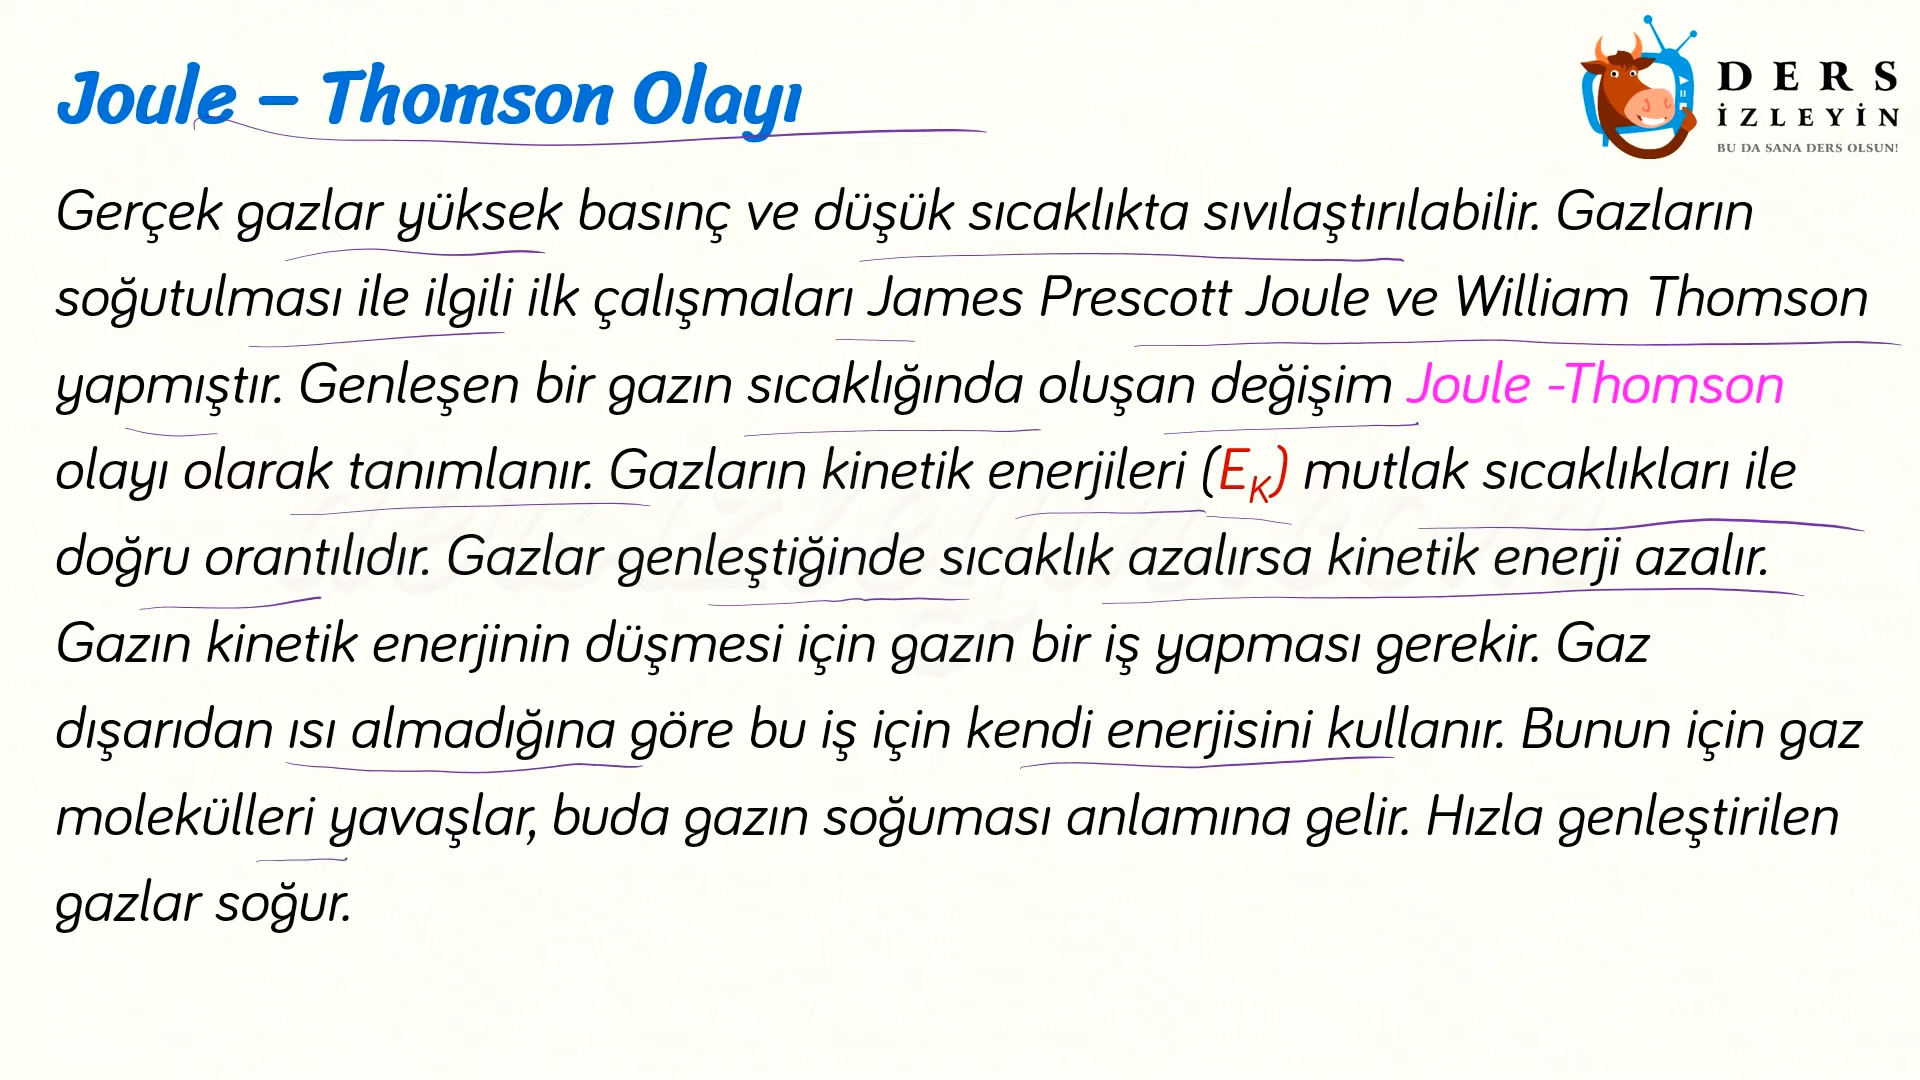 Joule – Thomson Olayı
DERS
İZLEYİN
BU DA SANA DERS OLSUN!
Gerçek gazlar yüksek basınç ve düşük sıcaklıkta sıvılaştırılabilir. Gazların
soğutulması ile ilgili ilk çalışmaları James Prescott Joule ve William Thomson
yapmıştır. Genleşen bir gazın sıcaklığında oluşan değişim Joule -Thomson
olayı olarak tanımlanır. Gazların kinetik enerjileri (EK) mutlak sıcaklıkları ile
doğru orantılıdır. Gazlar genleştiğinde sıcaklık azalırsa kinetik enerji azalır.
Gazın kinetik enerjinin düşmesi için gazın bir iş yapması gerekir. Gaz
dışarıdan ısı almadığına göre bu iş için kendi enerjisini kullanır. Bunun için gaz
molekülleri yavaşlar, buda gazın soğuması anlamına gelir. Hızla genleştirilen
gazlar soğur.